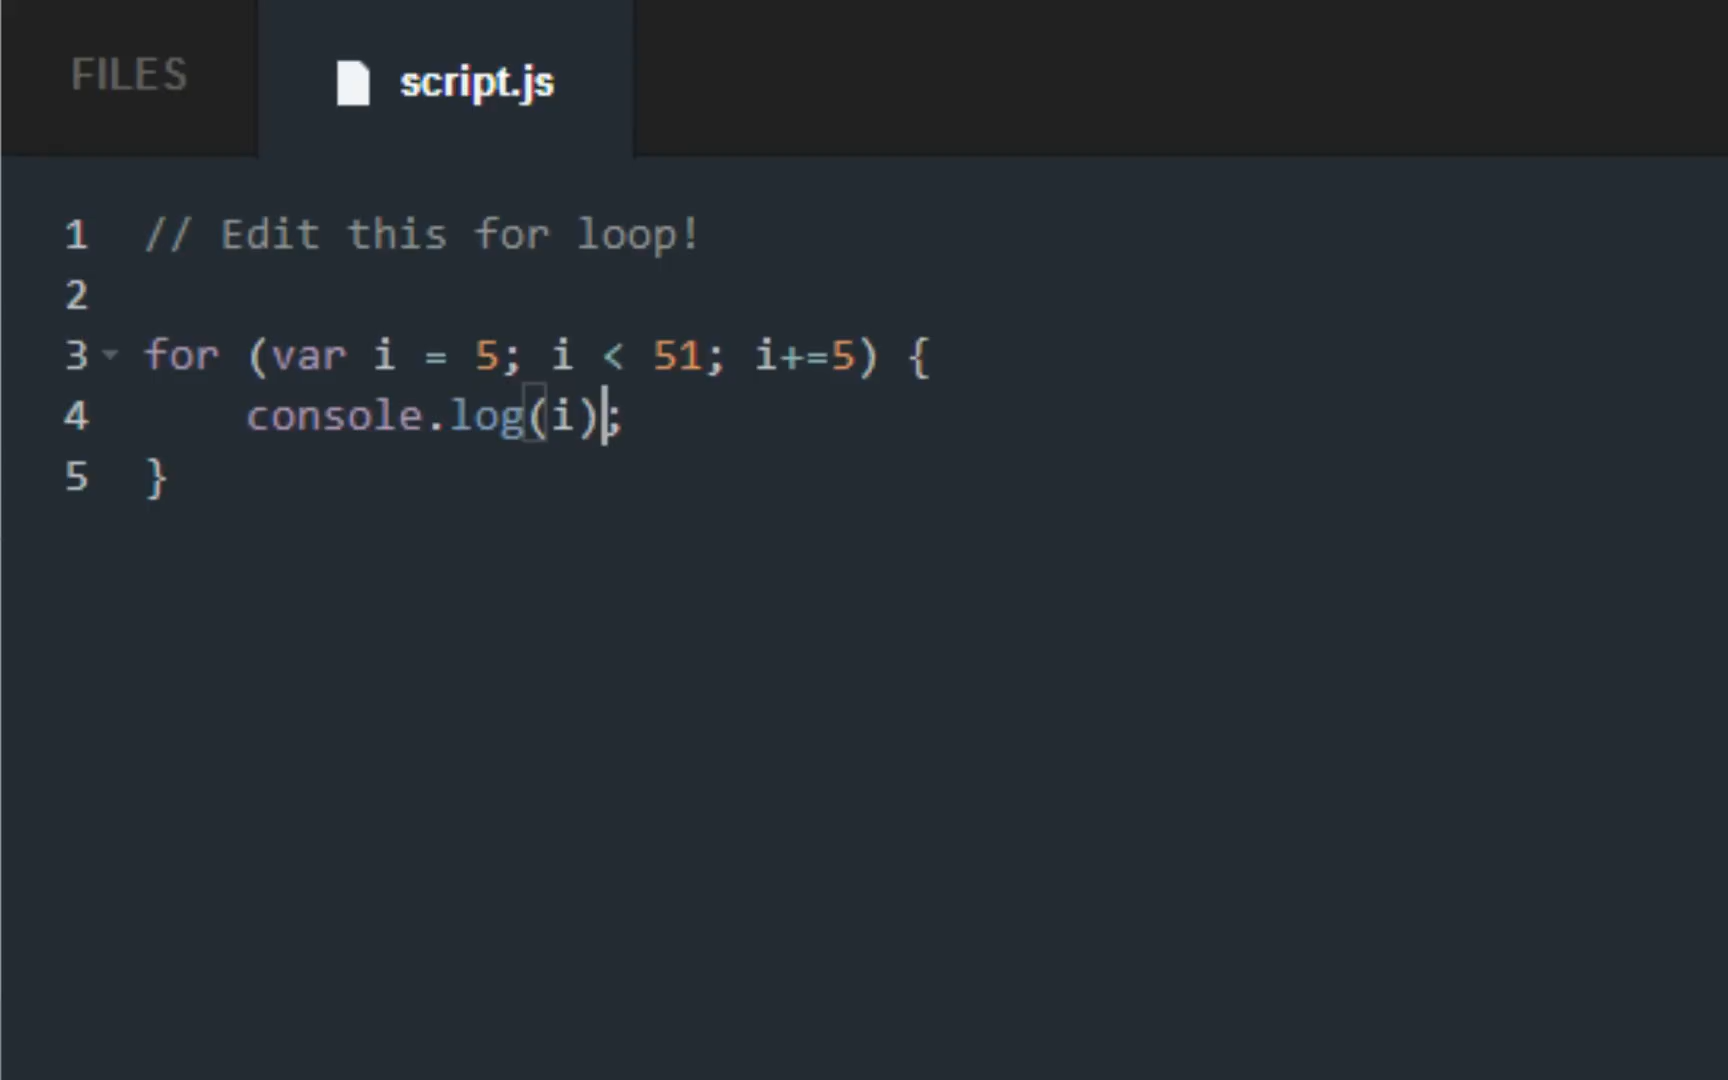 FILES
script.js
1 // Edit this for loop!
2
3 for (var i = 5; i < 51; i+=5) {
4     console.log(i);
5 }